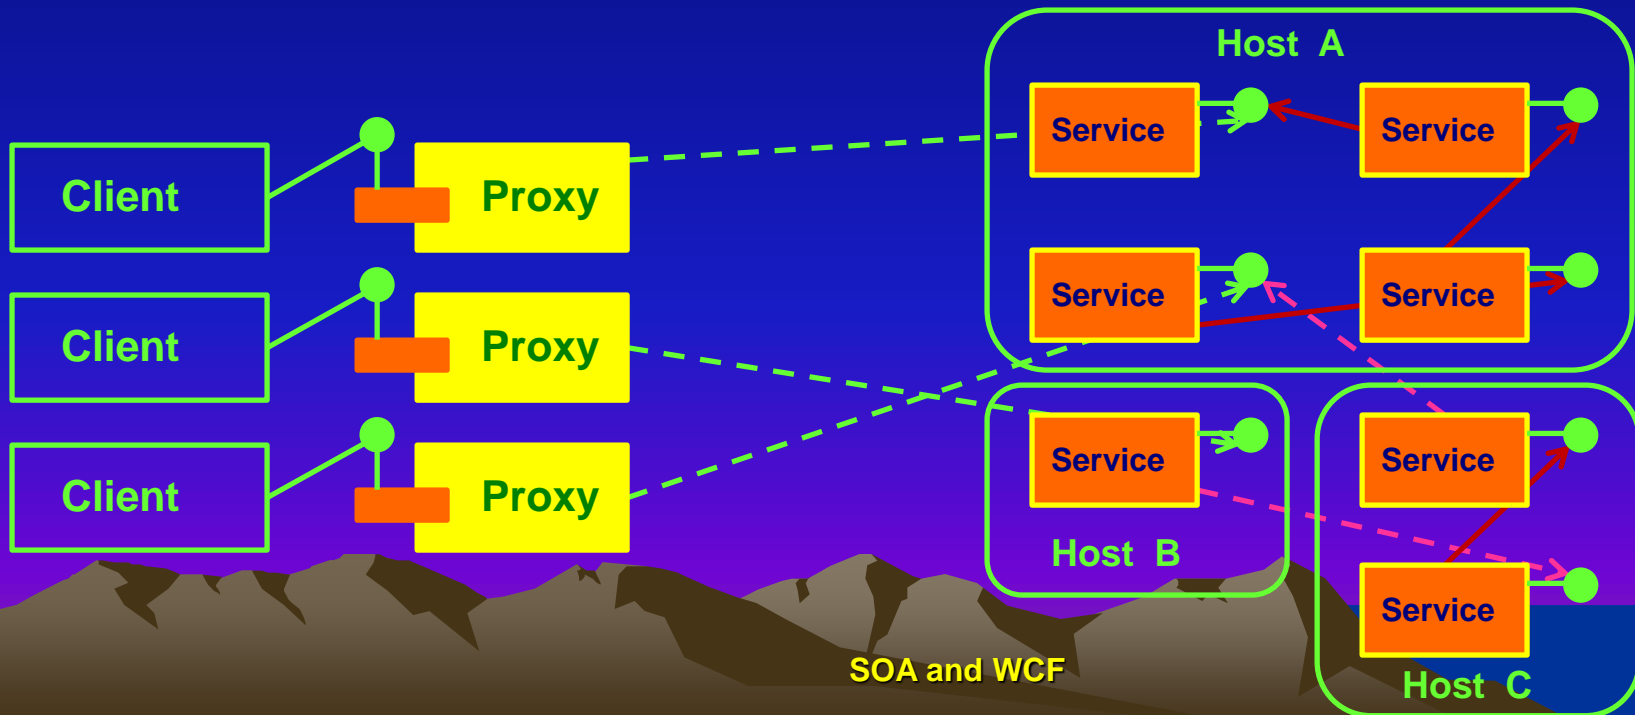 Host A
Service Service
Client Proxy
Service Service
Client Proxy
Service Service
Client Proxy
Host B
Service
SOA and WCF
Host C